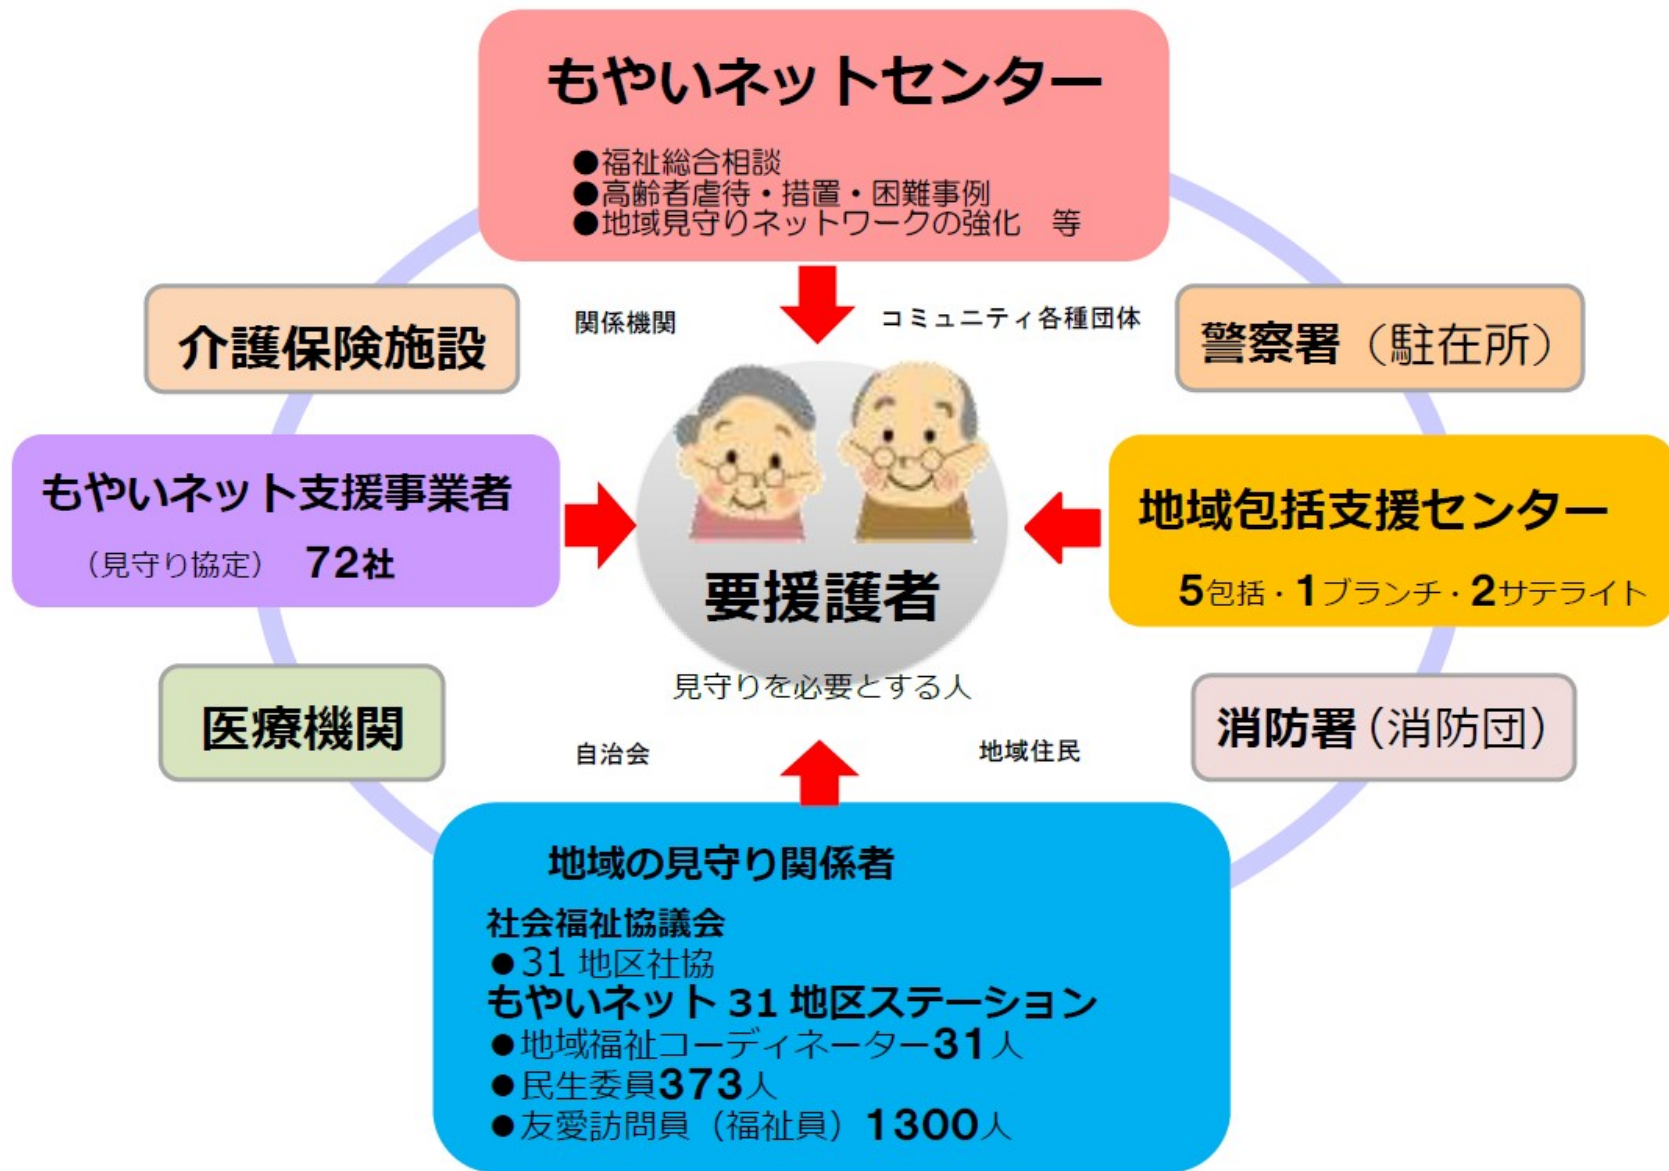 もやいネットセンター
●福祉総合相談
●高齢者虐待・措置・困難事例
●地域見守りネットワークの強化　等
関係機関
コミュニティ各種団体
介護保険施設
警察署（駐在所）
もやいネット支援事業者
（見守り協定）　72社
地域包括支援センター
5包括・1ブランチ・2サテライト
要援護者
見守りを必要とする人
医療機関
消防署（消防団）
自治会
地域住民
地域の見守り関係者
社会福祉協議会
●31 地区社協
もやいネット 31 地区ステーション
●地域福祉コーディネーター31人
●民生委員373人
●友愛訪問員（福祉員）1300人